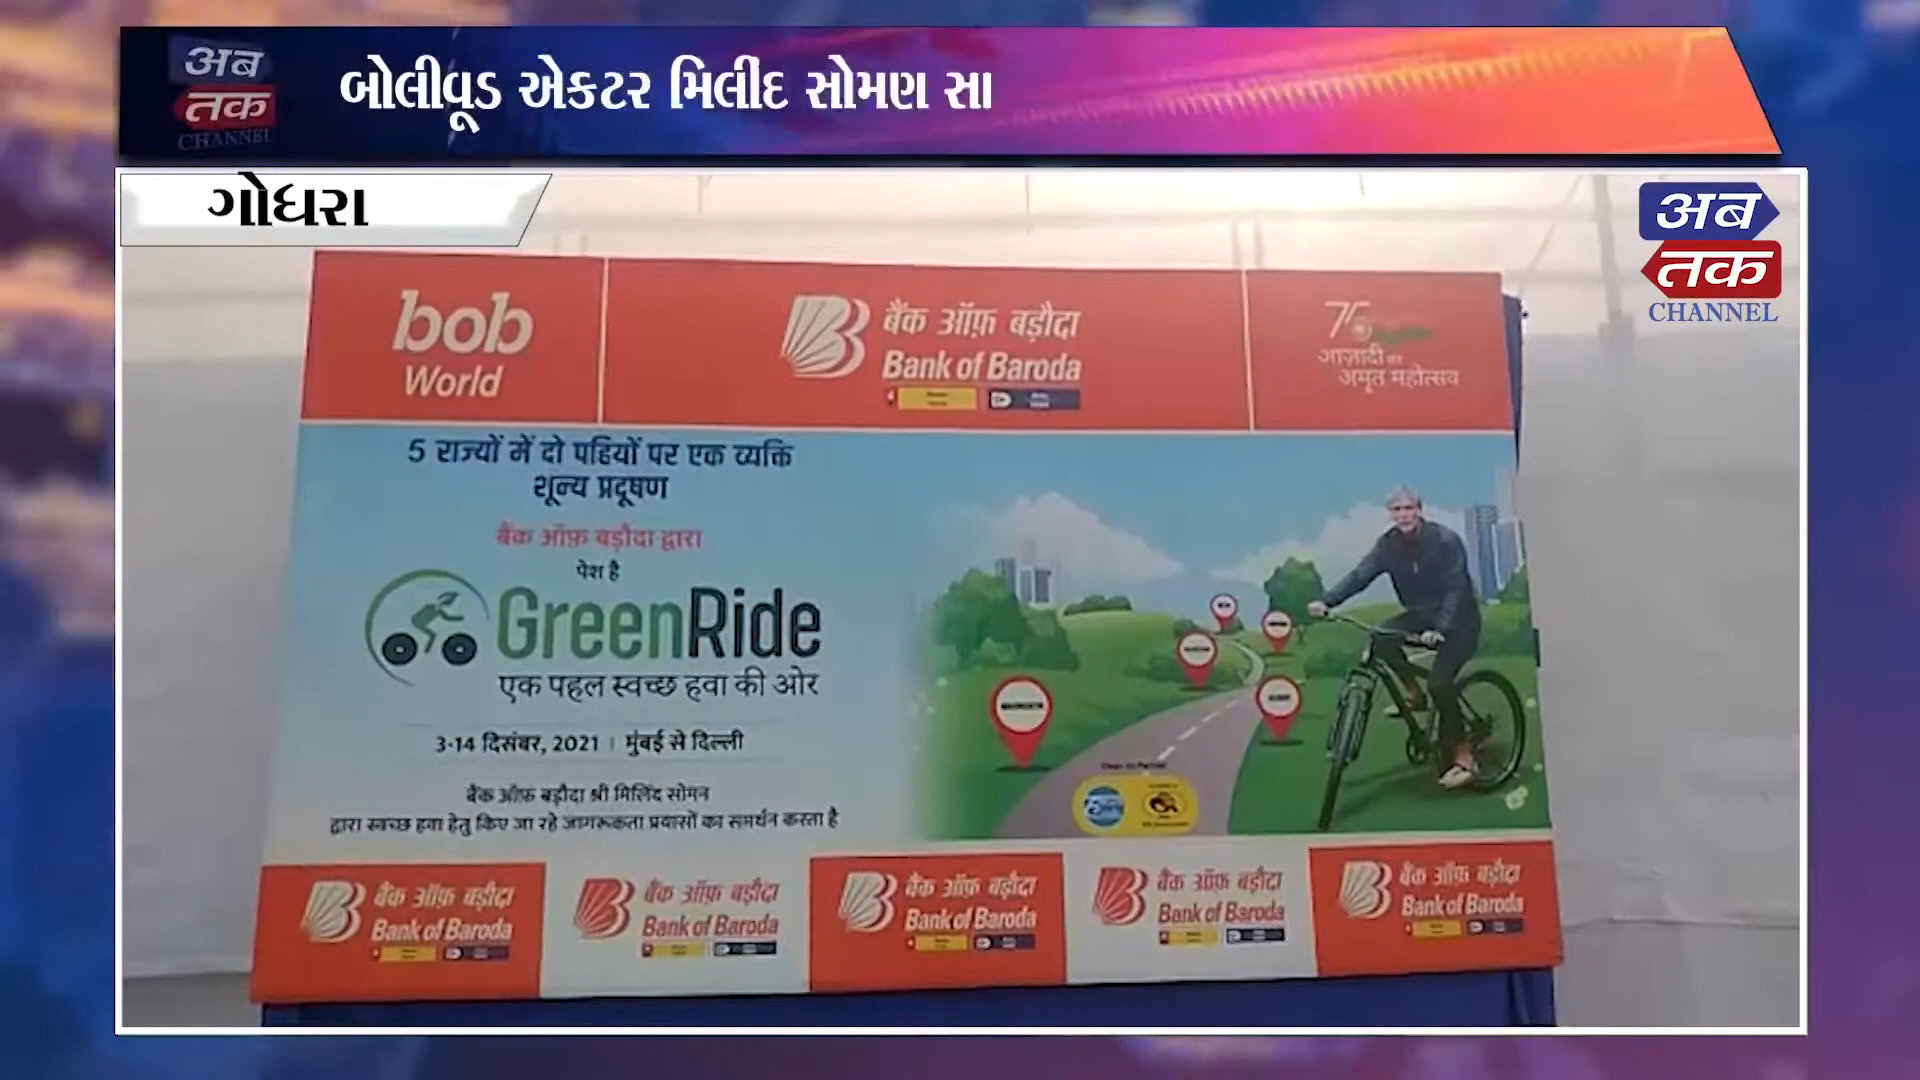 अब
तक
CHANNEL
બોલીવૂડ એકટર મિલીંદ સોમણ સા
ગોધરા
अब
तक
CHANNEL
bob
World
बैंक ऑफ़ बड़ौदा
Bank of Baroda
75
आज़ादी का
अमृत महोत्सव
5 राज्यों में दो पहियों पर एक व्यक्ति
शून्य प्रदूषण
बैंक ऑफ़ बड़ौदा द्वारा
पेश है
GreenRide
एक पहल स्वच्छ हवा की ओर
3-14 दिसंबर, 2021 | मुंबई से दिल्ली
बैंक ऑफ़ बड़ौदा श्री मिलिंद सोमन
द्वारा स्वच्छ हवा हेतु किए जा रहे जागरूकता प्रयासों का समर्थन करता है
बैंक ऑफ़ बड़ौदा
Bank of Baroda
बैंक ऑफ़ बड़ौदा
Bank of Baroda
बैंक ऑफ़ बड़ौदा
Bank of Baroda
बैंक ऑफ़ बड़ौदा
Bank of Baroda
बैंक ऑफ़ बड़ौदा
Bank of Baroda